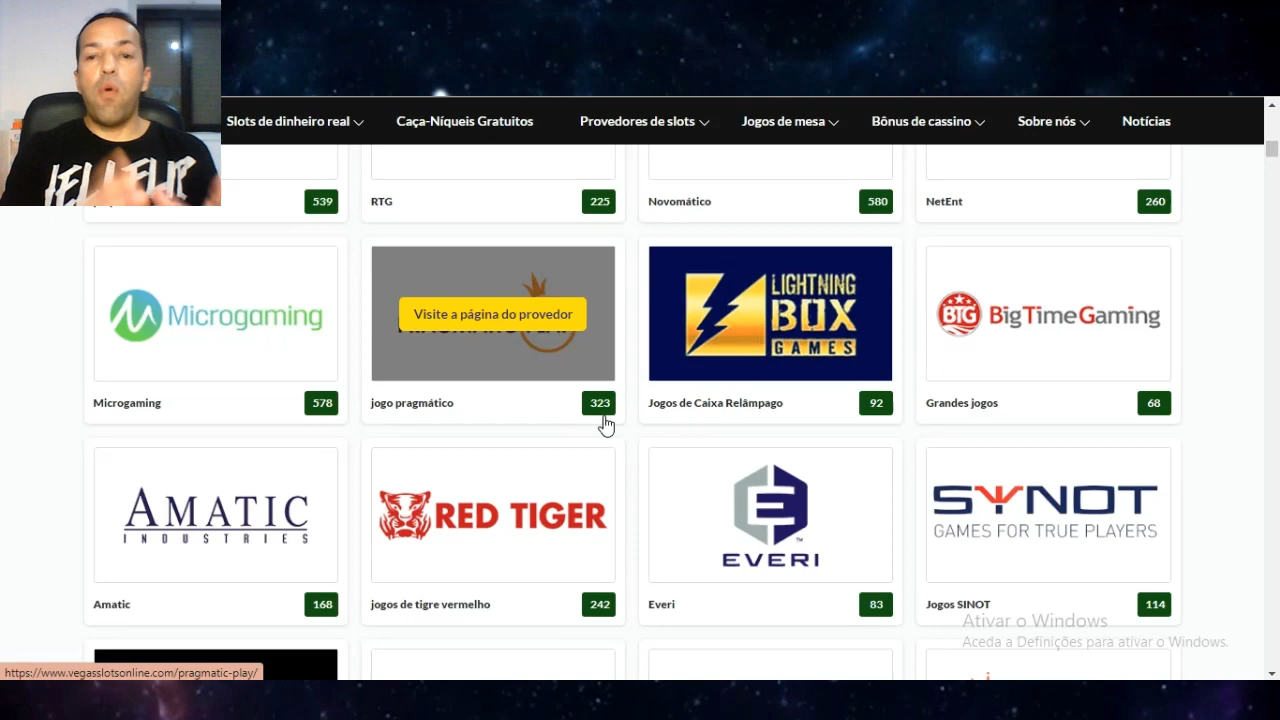 Slots de dinheiro real
Caça-Níqueis Gratuitos
Provedores de slots
Jogos de mesa
Bônus de cassino
Sobre nós
Notícias
539
RTG
225
Novomático
580
NetEnt
260
Microgaming
Visite a página do provedor
LIGHTNING
BOX
GAMES
BTG BigTimeGaming
Microgaming
578
jogo pragmático
323
Jogos de Caixa Relâmpago
92
Grandes jogos
68
AMATIC
INDUSTRIES
RED TIGER
EVERI
SYNOT
GAMES FOR TRUE PLAYERS
Amatic
168
jogos de tigre vermelho
242
Everi
83
Jogos SINOT
114
Ativar o Windows
Aceda a Definições para ativar o Windows.
https://www.vegasslotsonline.com/pragmatic-play/